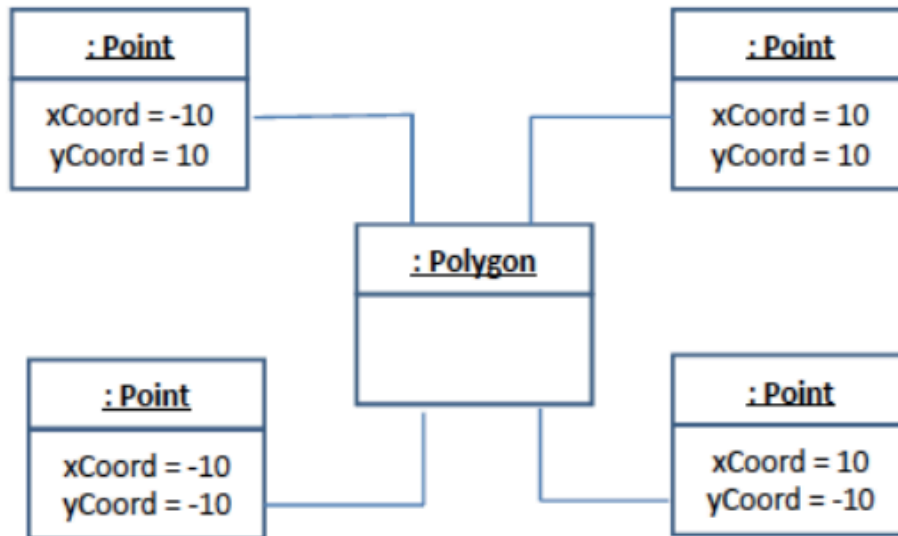 : Point
xCoord = -10
yCoord = 10
: Point
xCoord = 10
yCoord = 10
: Polygon
: Point
xCoord = -10
yCoord = -10
: Point
xCoord = 10
yCoord = -10